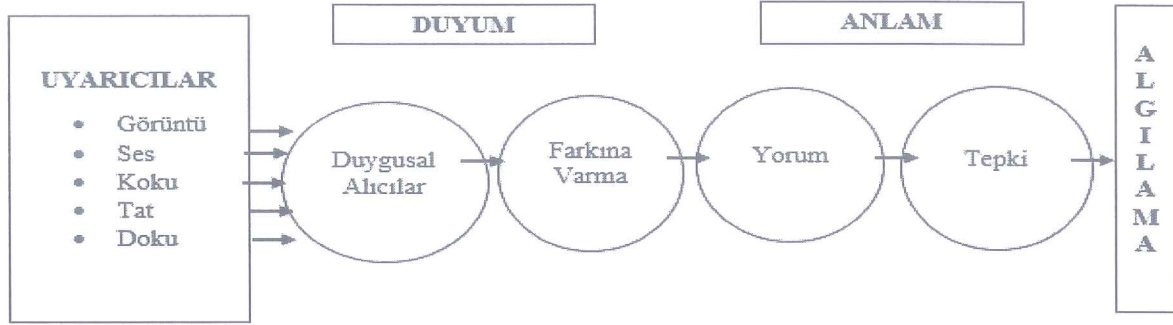 DUYUM
ANLAM
UYARICILAR
• Görüntü
• Ses
• Koku
• Tat
• Doku
Duygusal
Alıcılar
Farkına
Varma
Yorum
Tepki
A
L
G
I
L
A
M
A